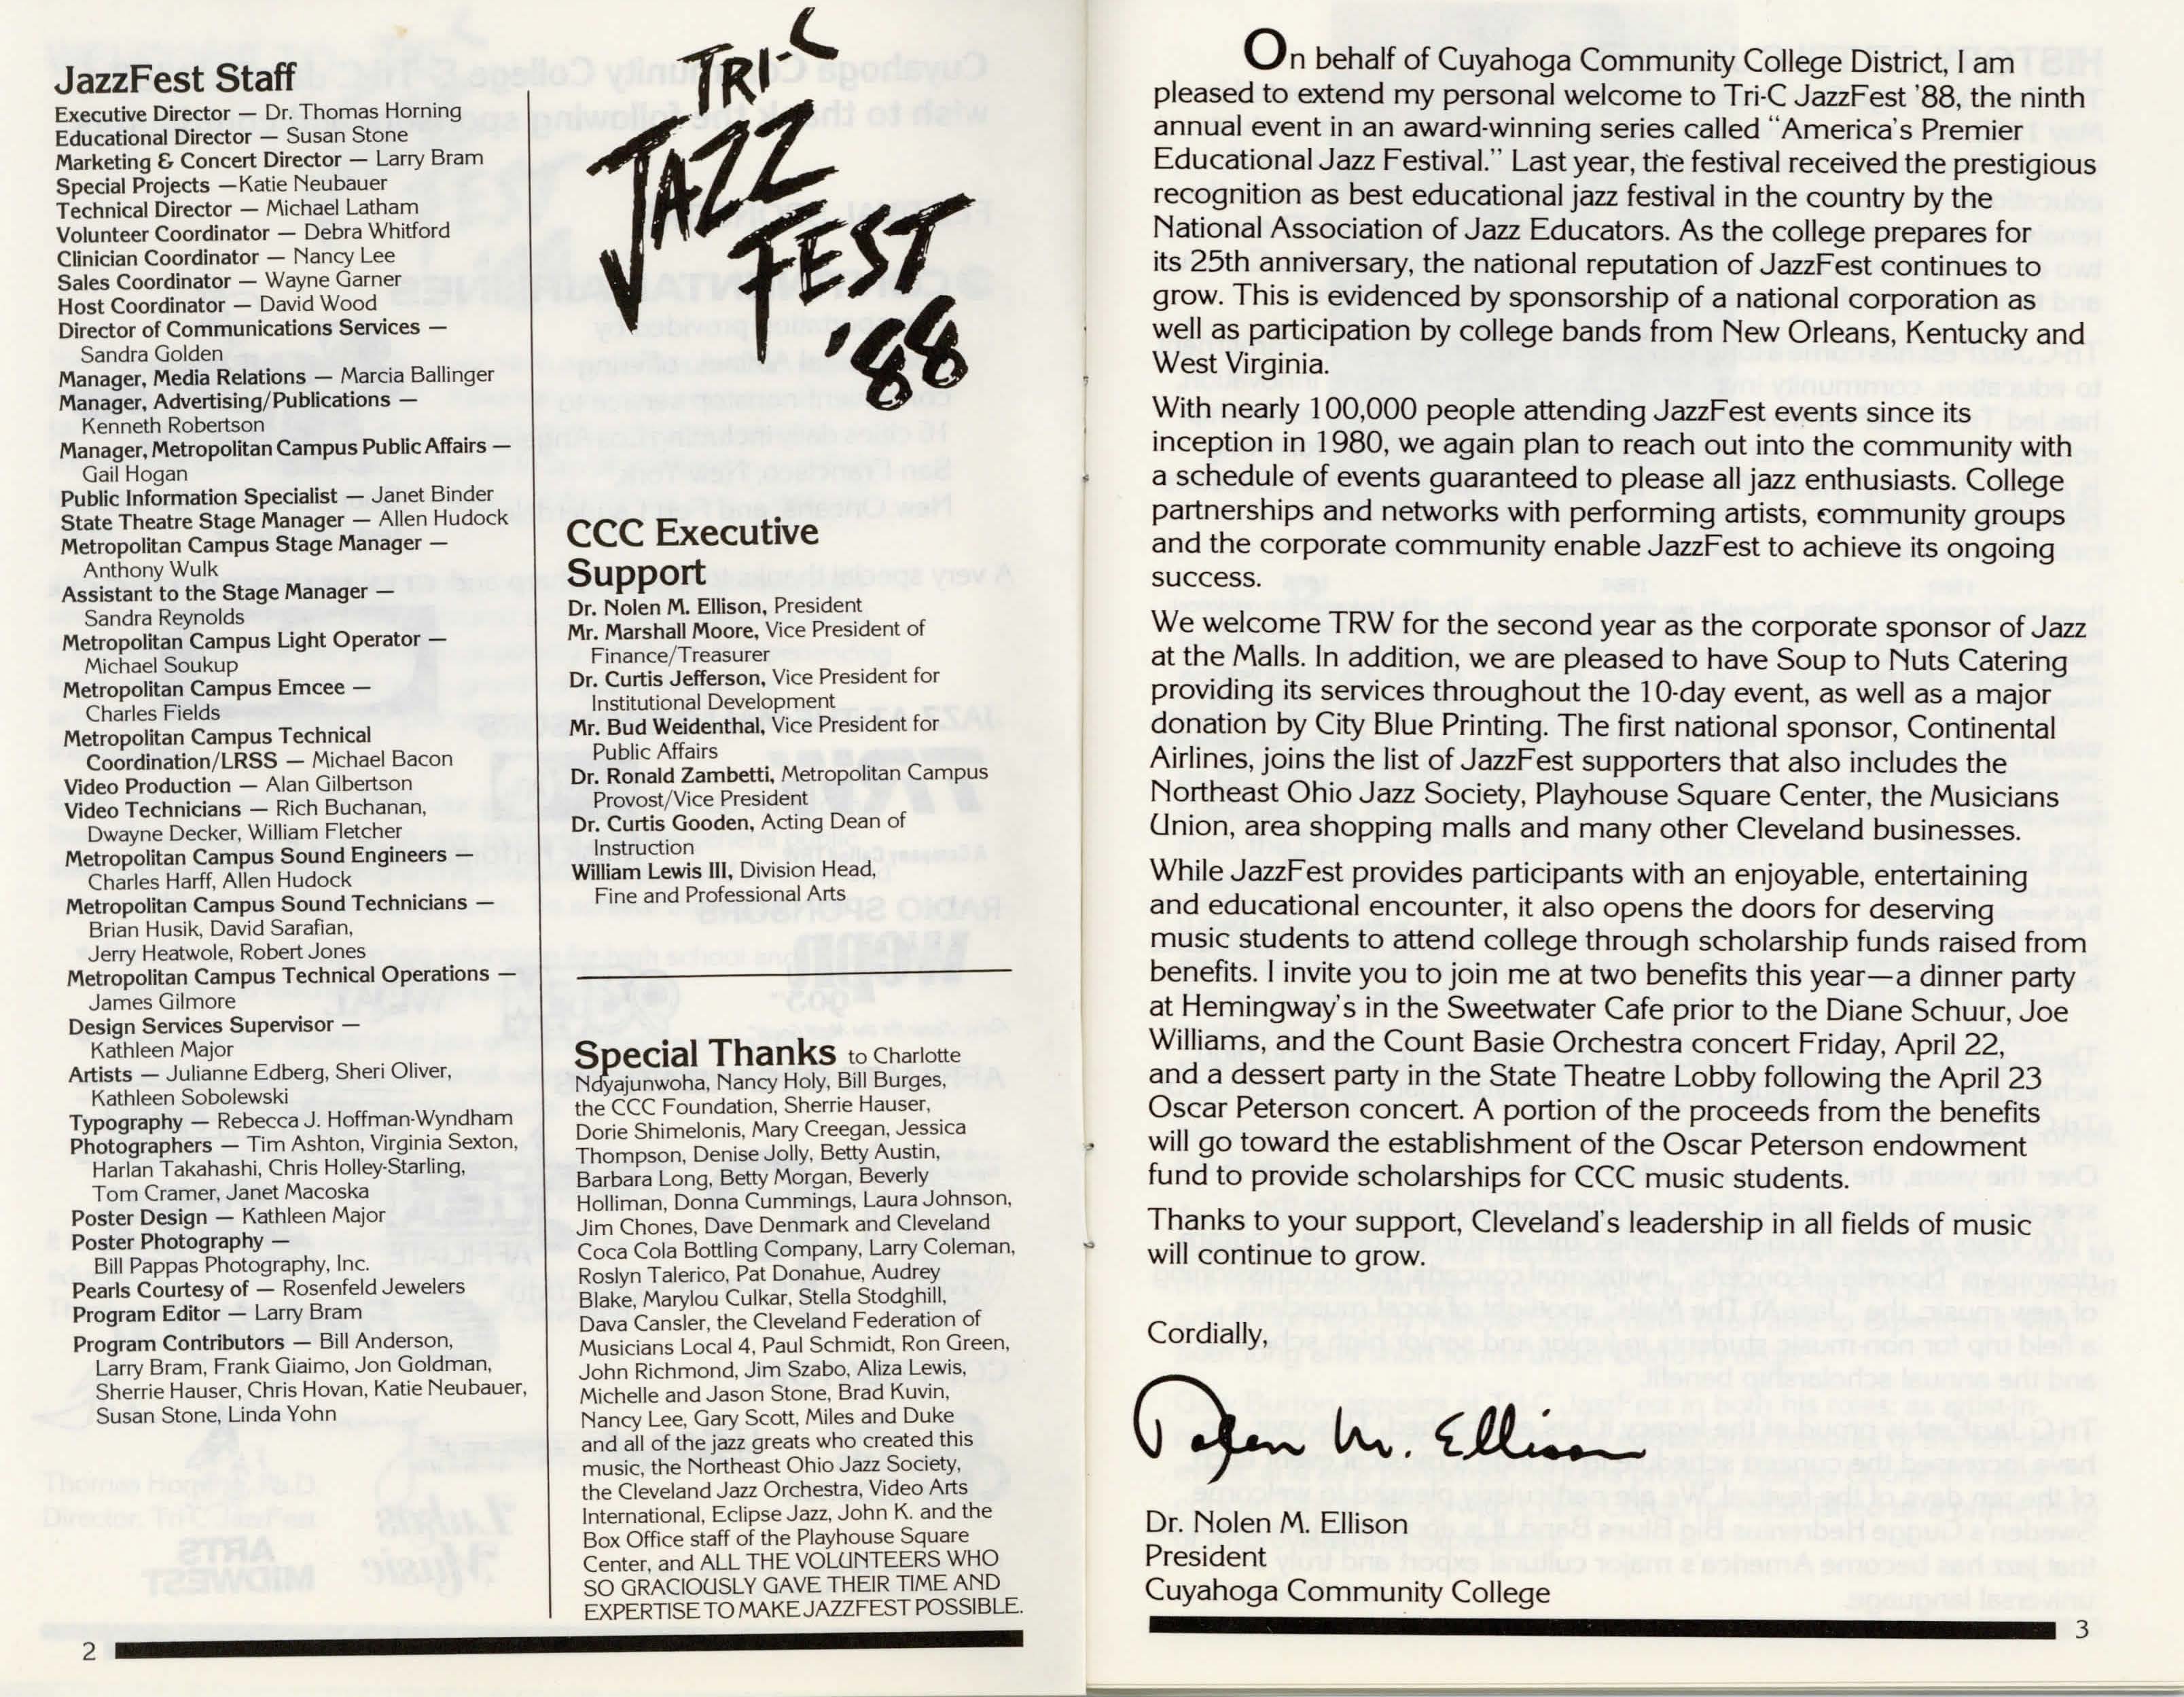 JazzFest Staff
Executive Director — Dr. Thomas Horning
Educational Director — Susan Stone
Marketing & Concert Director — Larry Bram
Special Projects —Katie Neubauer
Technical Director — Michael Latham
Volunteer Coordinator — Debra Whitford
Clinician Coordinator — Nancy Lee
Sales Coordinator — Wayne Garner
Host Coordinator — David Wood
Director of Communications Services —
Sandra Golden
Manager, Media Relations — Marcia Ballinger
Manager, Advertising/Publications —
Kenneth Robertson
Manager, Metropolitan Campus Public Affairs —
Gail Hogan
Public Information Specialist — Janet Binder
State Theatre Stage Manager — Allen Hudock
Metropolitan Campus Stage Manager —
Anthony Wulk
Assistant to the Stage Manager —
Sandra Reynolds
Metropolitan Campus Light Operator —
Michael Soukup
Metropolitan Campus Emcee —
Charles Fields
Metropolitan Campus Technical
Coordination/LRSS — Michael Bacon
Video Production — Alan Gilbertson
Video Technicians — Rich Buchanan,
Dwayne Decker, William Fletcher
Metropolitan Campus Sound Engineers —
Charles Harff, Allen Hudock
Metropolitan Campus Sound Technicians —
Brian Husik, David Sarafian,
Jerry Heatwole, Robert Jones
Metropolitan Campus Technical Operations —
James Gilmore
Design Services Supervisor —
Kathleen Major
Artists — Julianne Edberg, Sheri Oliver,
Kathleen Sobolewski
Typography — Rebecca J. Hoffman-Wyndham
Photographers — Tim Ashton, Virginia Sexton,
Harlan Takahashi, Chris Holley-Starling,
Tom Cramer, Janet Macoska
Poster Design — Kathleen Major
Poster Photography —
Bill Pappas Photography, Inc.
Pearls Courtesy of — Rosenfeld Jewelers
Program Editor — Larry Bram
Program Contributors — Bill Anderson,
Larry Bram, Frank Giaimo, Jon Goldman,
Sherrie Hauser, Chris Hovan, Katie Neubauer,
Susan Stone, Linda Yohn
TRI-C
JAZZ
FEST
'88
CCC Executive
Support
Dr. Nolen M. Ellison, President
Mr. Marshall Moore, Vice President of
Finance/Treasurer
Dr. Curtis Jefferson, Vice President for
Institutional Development
Mr. Bud Weidenthal, Vice President for
Public Affairs
Dr. Ronald Zambetti, Metropolitan Campus
Provost/Vice President
Dr. Curtis Gooden, Acting Dean of
Instruction
William Lewis III, Division Head,
Fine and Professional Arts
Special Thanks to Charlotte
Ndyajunwoha, Nancy Holy, Bill Burges,
the CCC Foundation, Sherrie Hauser,
Dorie Shimelonis, Mary Creegan, Jessica
Thompson, Denise Jolly, Betty Austin,
Barbara Long, Betty Morgan, Beverly
Holliman, Donna Cummings, Laura Johnson,
Jim Chones, Dave Denmark and Cleveland
Coca Cola Bottling Company, Larry Coleman,
Roslyn Talerico, Pat Donahue, Audrey
Blake, Marylou Culkar, Stella Stodghill,
Dava Cansler, the Cleveland Federation of
Musicians Local 4, Paul Schmidt, Ron Green,
John Richmond, Jim Szabo, Aliza Lewis,
Michelle and Jason Stone, Brad Kuvin,
Nancy Lee, Gary Scott, Miles and Duke
and all of the jazz greats who created this
music, the Northeast Ohio Jazz Society,
the Cleveland Jazz Orchestra, Video Arts
International, Eclipse Jazz, John K. and the
Box Office staff of the Playhouse Square
Center, and ALL THE VOLUNTEERS WHO
SO GRACIOUSLY GAVE THEIR TIME AND
EXPERTISE TO MAKE JAZZFEST POSSIBLE.
2
On behalf of Cuyahoga Community College District, I am
pleased to extend my personal welcome to Tri-C JazzFest '88, the ninth
annual event in an award-winning series called “America's Premier
Educational Jazz Festival.” Last year, the festival received the prestigious
recognition as best educational jazz festival in the country by the
National Association of Jazz Educators. As the college prepares for
its 25th anniversary, the national reputation of JazzFest continues to
grow. This is evidenced by sponsorship of a national corporation as
well as participation by college bands from New Orleans, Kentucky and
West Virginia.
With nearly 100,000 people attending JazzFest events since its
inception in 1980, we again plan to reach out into the community with
a schedule of events guaranteed to please all jazz enthusiasts. College
partnerships and networks with performing artists, community groups
and the corporate community enable JazzFest to achieve its ongoing
success.
We welcome TRW for the second year as the corporate sponsor of Jazz
at the Malls. In addition, we are pleased to have Soup to Nuts Catering
providing its services throughout the 10-day event, as well as a major
donation by City Blue Printing. The first national sponsor, Continental
Airlines, joins the list of JazzFest supporters that also includes the
Northeast Ohio Jazz Society, Playhouse Square Center, the Musicians
Union, area shopping malls and many other Cleveland businesses.
While JazzFest provides participants with an enjoyable, entertaining
and educational encounter, it also opens the doors for deserving
music students to attend college through scholarship funds raised from
benefits. I invite you to join me at two benefits this year—a dinner party
at Hemingway's in the Sweetwater Cafe prior to the Diane Schuur, Joe
Williams, and the Count Basie Orchestra concert Friday, April 22,
and a dessert party in the State Theatre Lobby following the April 23
Oscar Peterson concert. A portion of the proceeds from the benefits
will go toward the establishment of the Oscar Peterson endowment
fund to provide scholarships for CCC music students.
Thanks to your support, Cleveland's leadership in all fields of music
will continue to grow.
Cordially,
Nolen M. Ellison
Dr. Nolen M. Ellison
President
Cuyahoga Community College
3